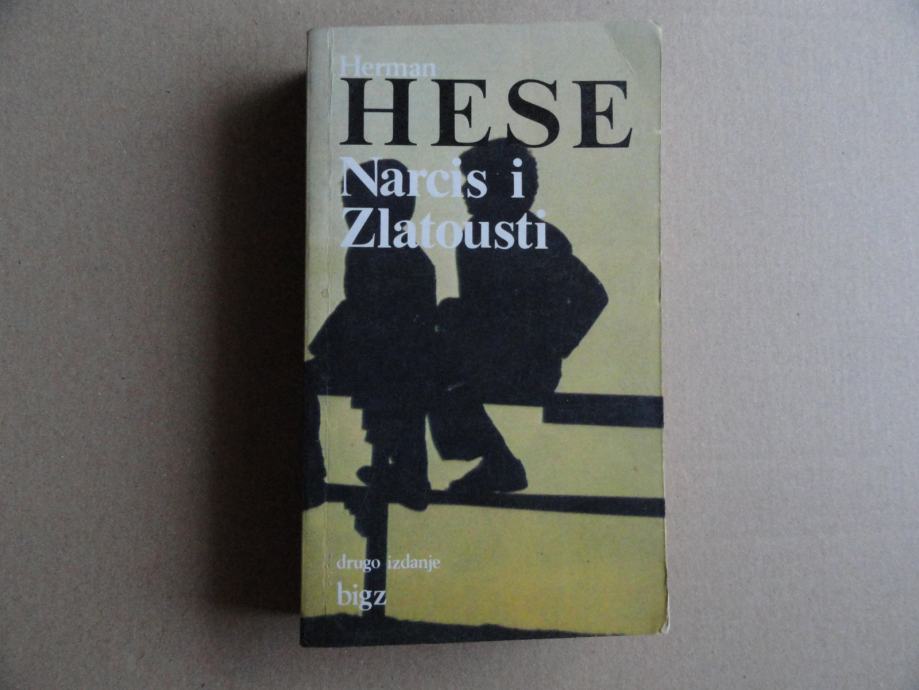 Herman
HESE
Narcis i
Zlatousti
drugo izdanje
bigz